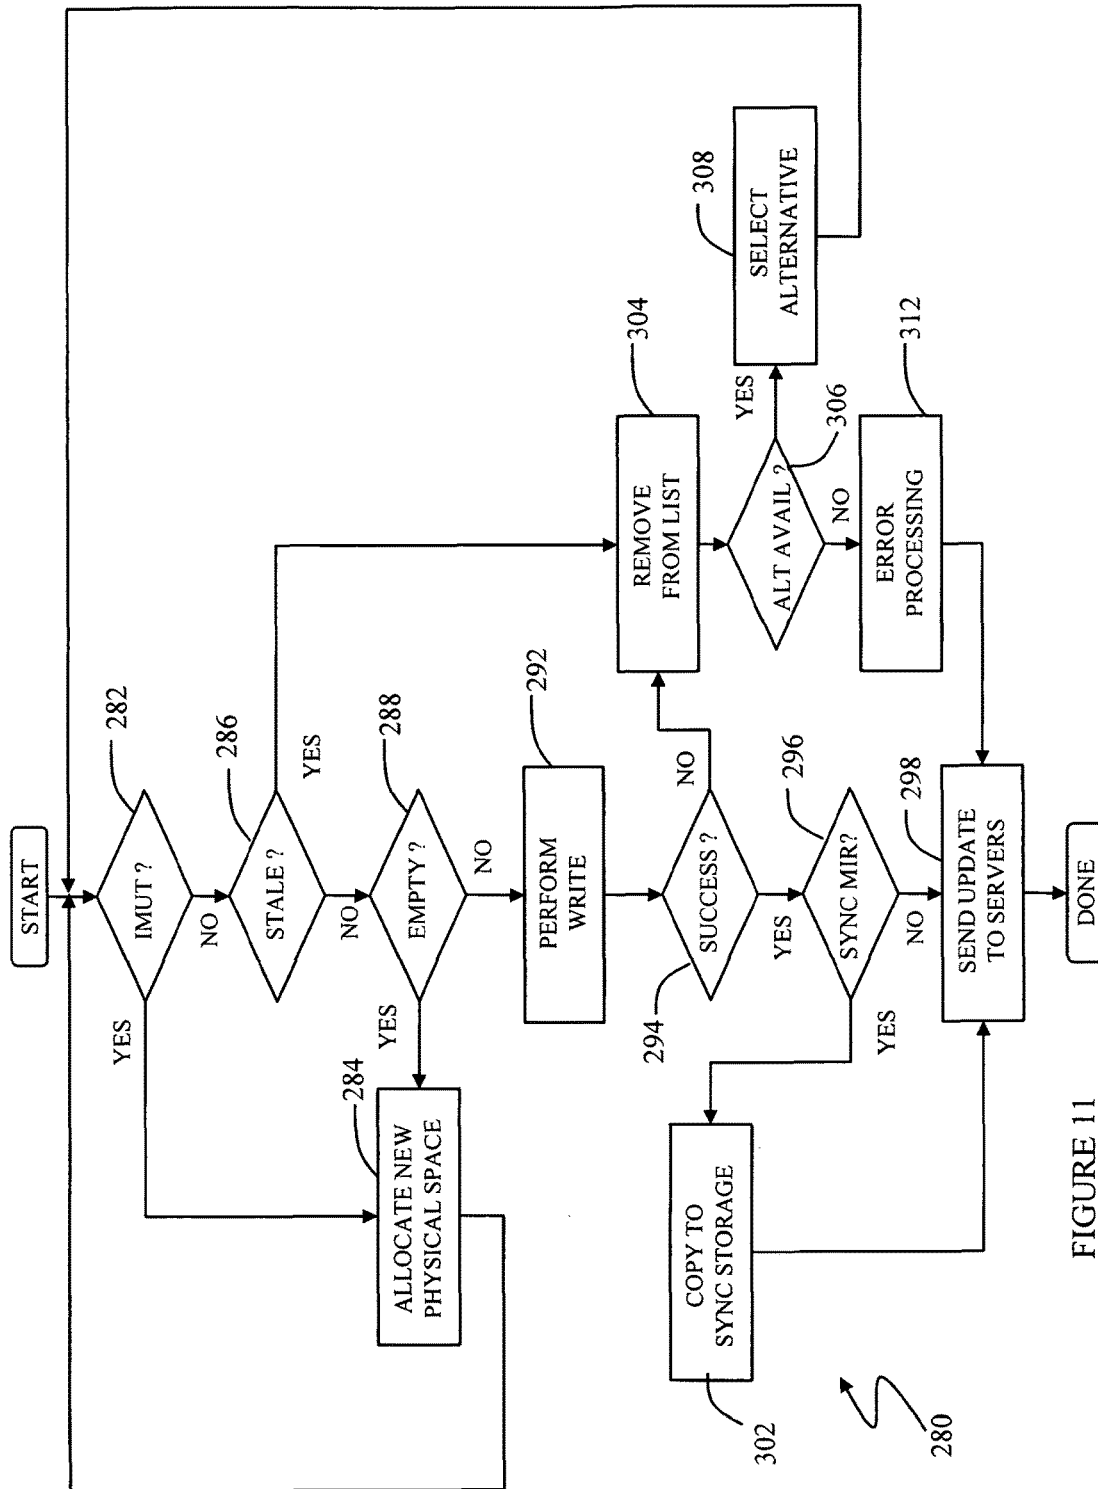 START
IMUT ?
282
YES
NO
STALE ?
286
YES
NO
EMPTY ?
288
YES
NO
ALLOCATE NEW
PHYSICAL SPACE
284
PERFORM
WRITE
292
SUCCESS ?
294
NO
YES
REMOVE
FROM LIST
304
ALT AVAIL ?
306
YES
NO
SELECT
ALTERNATIVE
308
ERROR
PROCESSING
312
SYNC MIR?
296
YES
NO
COPY TO
SYNC STORAGE
302
SEND UPDATE
TO SERVERS
298
DONE
280
FIGURE 11